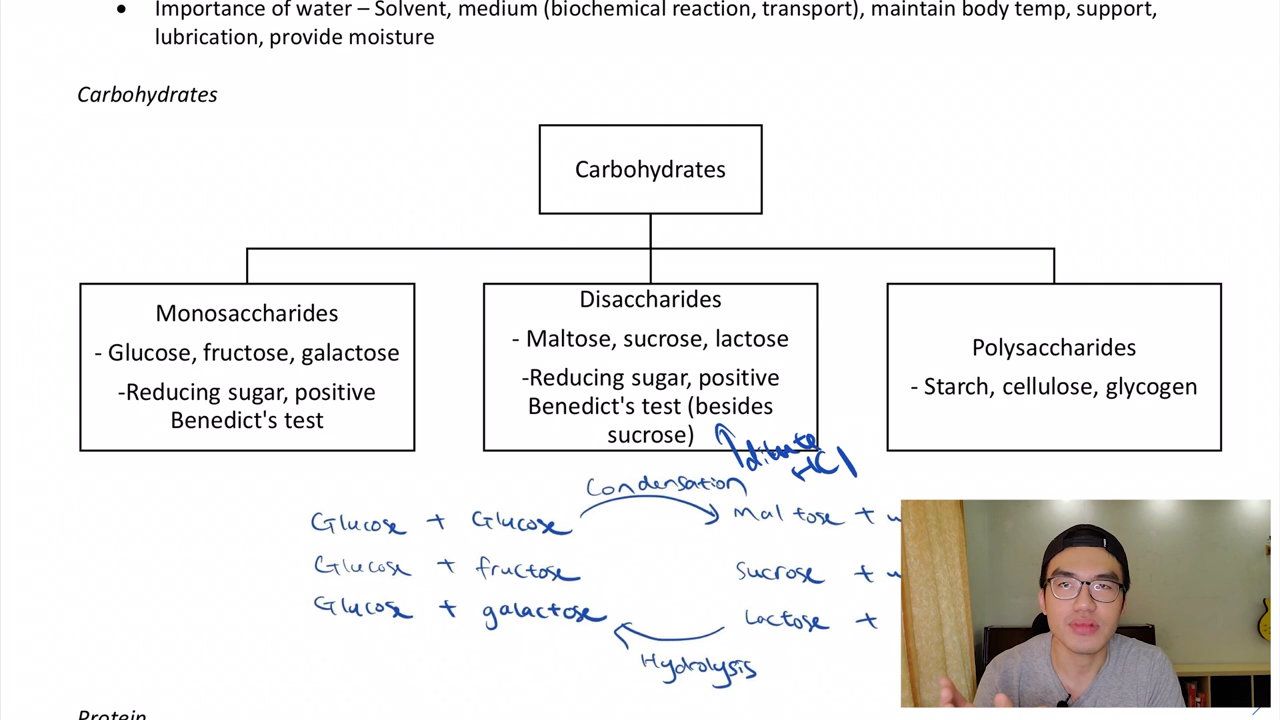 • Importance of water – Solvent, medium (biochemical reaction, transport), maintain body temp, support,
lubrication, provide moisture
Carbohydrates
Carbohydrates
Monosaccharides
- Glucose, fructose, galactose
-Reducing sugar, positive
Benedict's test
Disaccharides
- Maltose, sucrose, lactose
-Reducing sugar, positive
Benedict's test (besides
sucrose)
Polysaccharides
- Starch, cellulose, glycogen
dilute
HCl
Condensation
Glucose + Glucose maltose +
Glucose + fructose sucrose +
Glucose + galactose lactose +
Hydrolysis
Protein